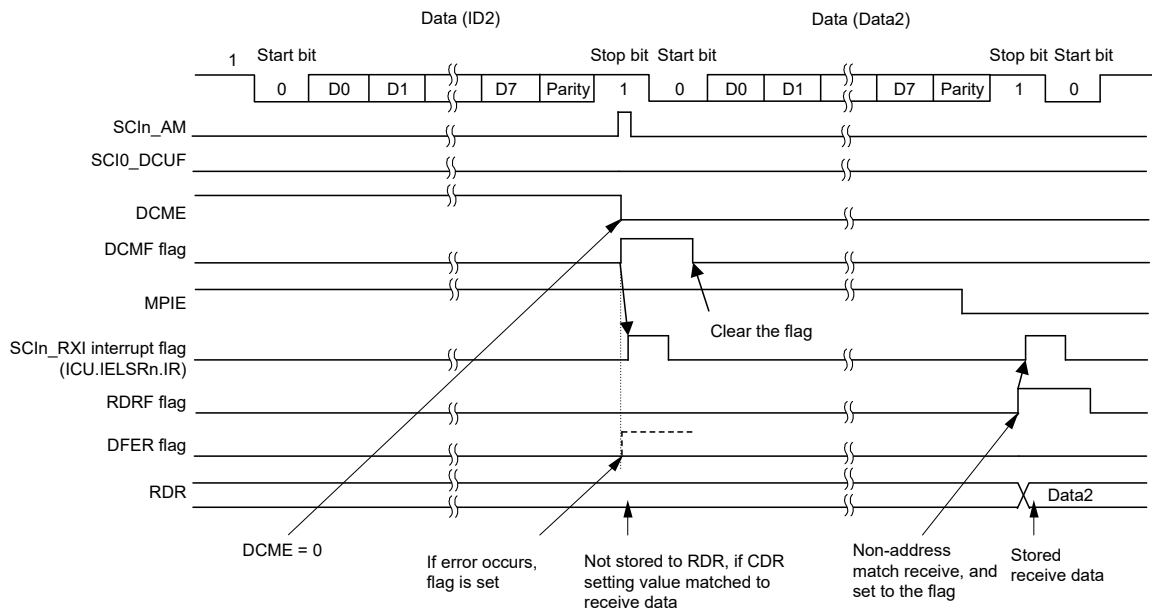 Data (ID2)
Data (Data2)
1
Start bit
Stop bit
Start bit
Stop bit
Start bit
0
D0
D1
D7
Parity
1
0
D0
D1
D7
Parity
1
0
SCIn_AM
SCI0_DCUF
DCME
DCMF flag
MPIE
Clear the flag
SCIn_RXI interrupt flag
(ICU.IELSRn.IR)
RDRF flag
DFER flag
RDR
Data2
DCME = 0
If error occurs,
flag is set
Not stored to RDR, if CDR
setting value matched to
receive data
Non-address
match receive, and
set to the flag
Stored
receive data